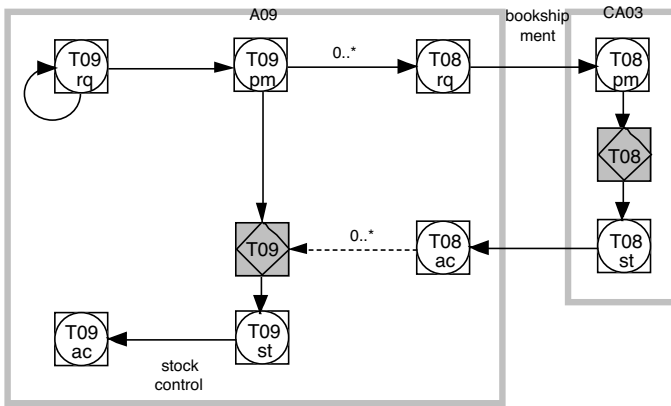 A09
bookship
ment
CA03
T09
rq
T09
pm
0..*
T08
rq
T08
pm
T08
T09
0..*
T08
ac
T08
st
T09
ac
T09
st
stock
control